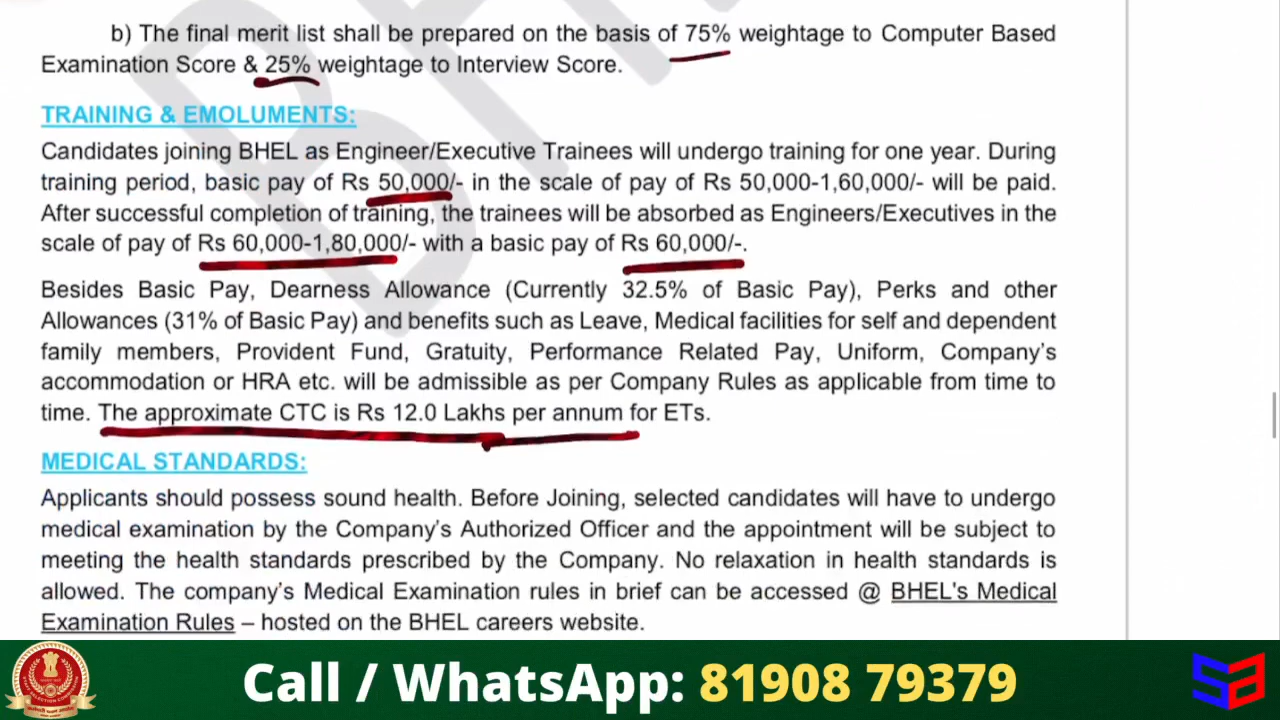 b) The final merit list shall be prepared on the basis of 75% weightage to Computer Based
Examination Score & 25% weightage to Interview Score.
TRAINING & EMOLUMENTS:
Candidates joining BHEL as Engineer/Executive Trainees will undergo training for one year. During
training period, basic pay of Rs 50,000/- in the scale of pay of Rs 50,000-1,60,000/- will be paid.
After successful completion of training, the trainees will be absorbed as Engineers/Executives in the
scale of pay of Rs 60,000-1,80,000/- with a basic pay of Rs 60,000/-.
Besides Basic Pay, Dearness Allowance (Currently 32.5% of Basic Pay), Perks and other
Allowances (31% of Basic Pay) and benefits such as Leave, Medical facilities for self and dependent
family members, Provident Fund, Gratuity, Performance Related Pay, Uniform, Company's
accommodation or HRA etc. will be admissible as per Company Rules as applicable from time to
time. The approximate CTC is Rs 12.0 Lakhs per annum for ETs.
MEDICAL STANDARDS:
Applicants should possess sound health. Before Joining, selected candidates will have to undergo
medical examination by the Company's Authorized Officer and the appointment will be subject to
meeting the health standards prescribed by the Company. No relaxation in health standards is
allowed. The company's Medical Examination rules in brief can be accessed @ BHEL's Medical
Examination Rules – hosted on the BHEL careers website.
Call / WhatsApp: 81908 79379